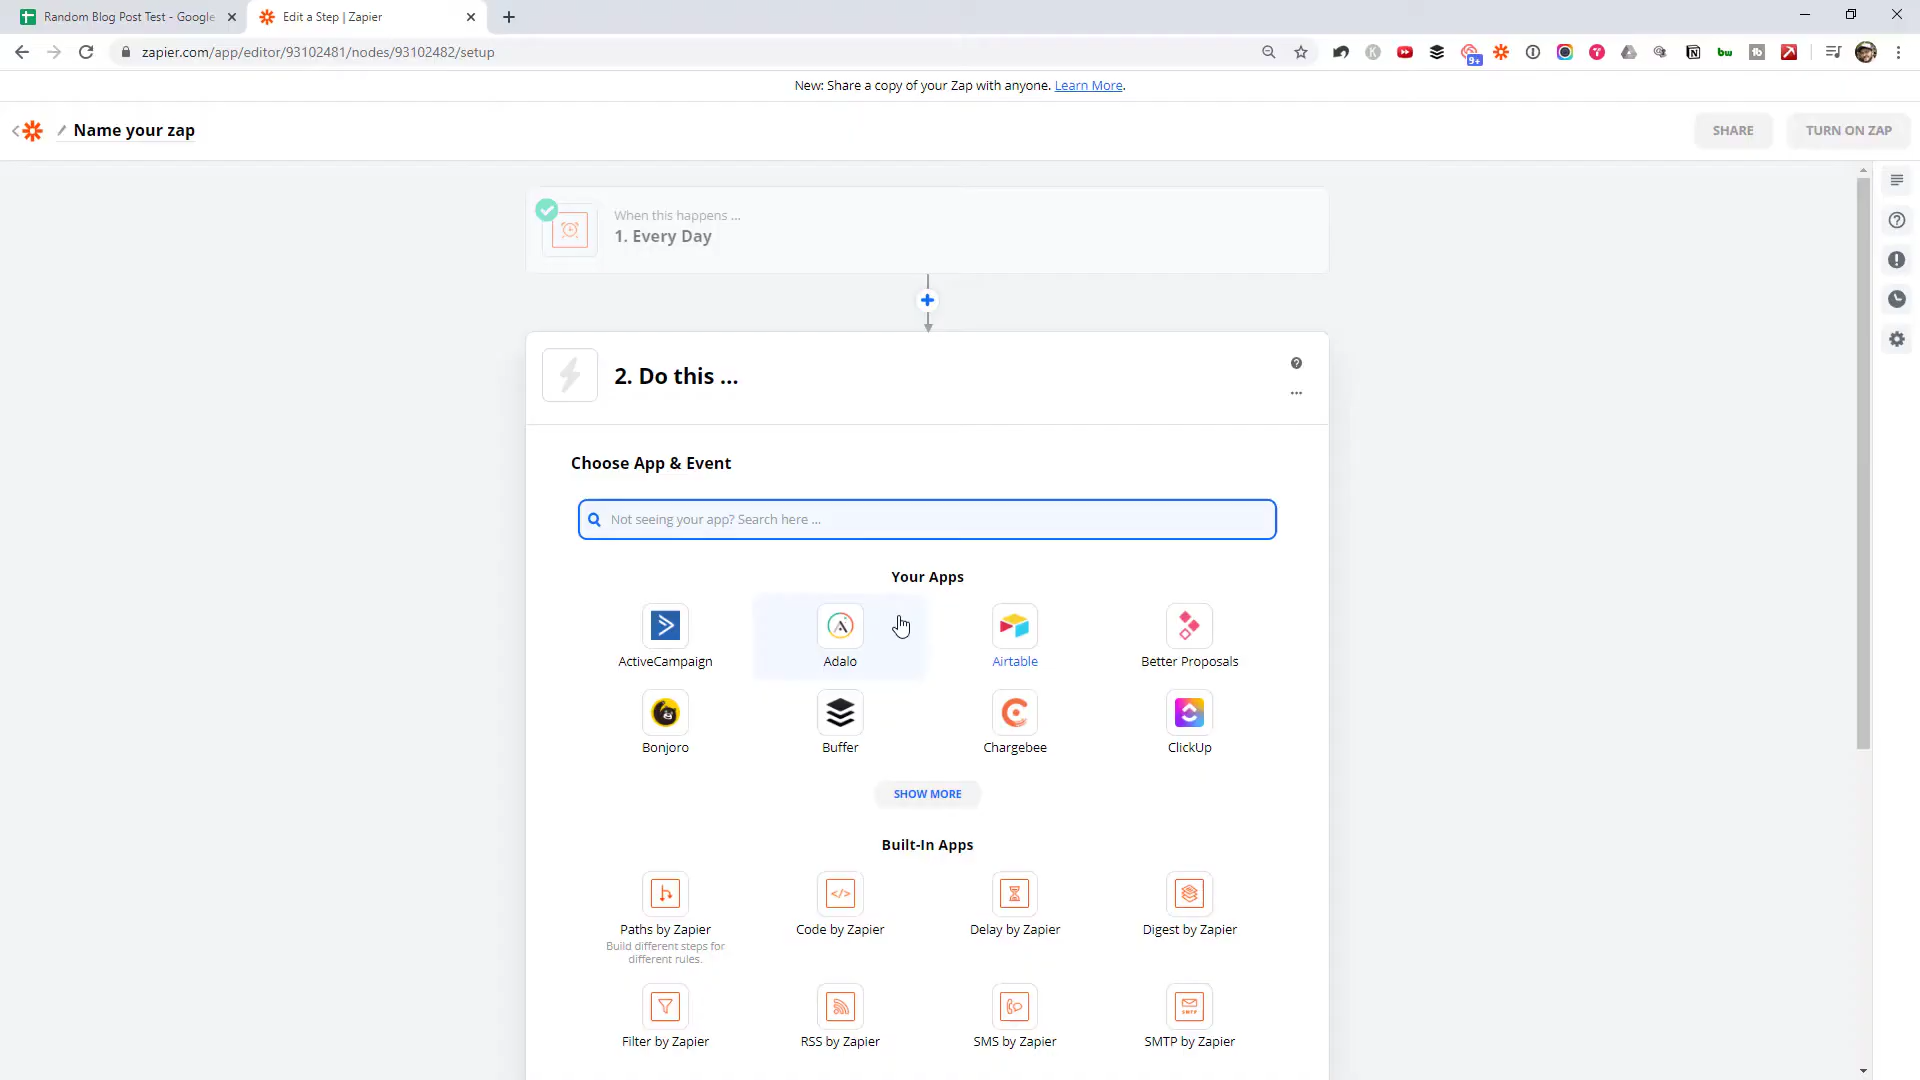 Random Blog Post Test - Google
Edit a Step | Zapier
zapier.com/app/editor/93102481/nodes/93102482/setup
9+
New: Share a copy of your Zap with anyone. Learn More.
Name your zap
SHARE
TURN ON ZAP
When this happens ...
1. Every Day
2. Do this ...
Choose App & Event
Not seeing your app? Search here ...
Your Apps
ActiveCampaign
Adalo
Airtable
Better Proposals
Bonjoro
Buffer
Chargebee
ClickUp
SHOW MORE
Built-In Apps
Paths by Zapier
Build different steps for
different rules.
Code by Zapier
Delay by Zapier
Digest by Zapier
Filter by Zapier
RSS by Zapier
SMS by Zapier
SMTP by Zapier